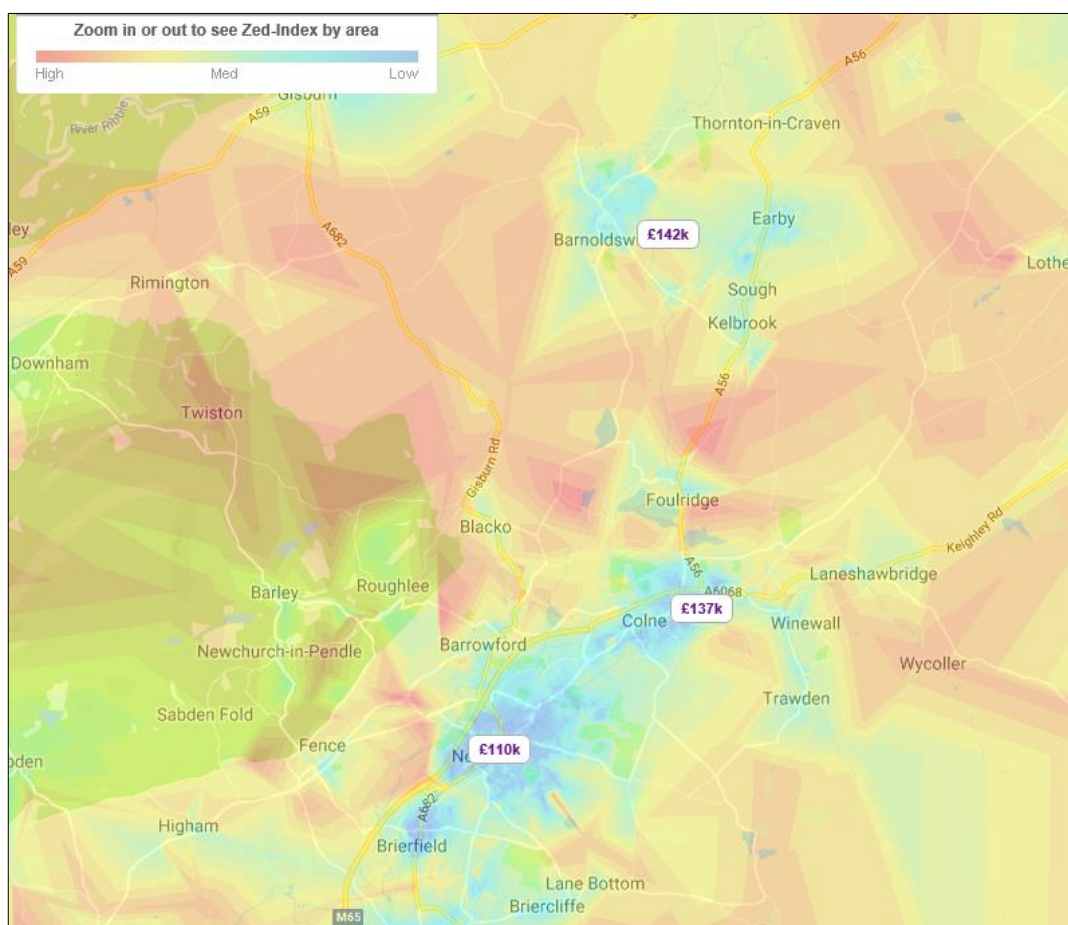 Zoom in or out to see Zed-Index by area
High Med Low
Gisburn
A59
River Ribble
A56
Thornton-in-Craven
A682
Earby
Barnoldsw
£142k
A59
Rimington
Sough
Kelbrook
Downham
A56
Twiston
Gisburn Rd
Foulridge
Blacko
Keighley Rd
A56
Laneshawbridge
Roughlee
Barley
A6068
£137k
Colne
Winewall
Barrowford
Newchurch-in-Pendle
Wycoller
Trawden
Sabden Fold
Fence
£110k
A682
Higham
Brierfield
Lane Bottom
Briercliffe
M65